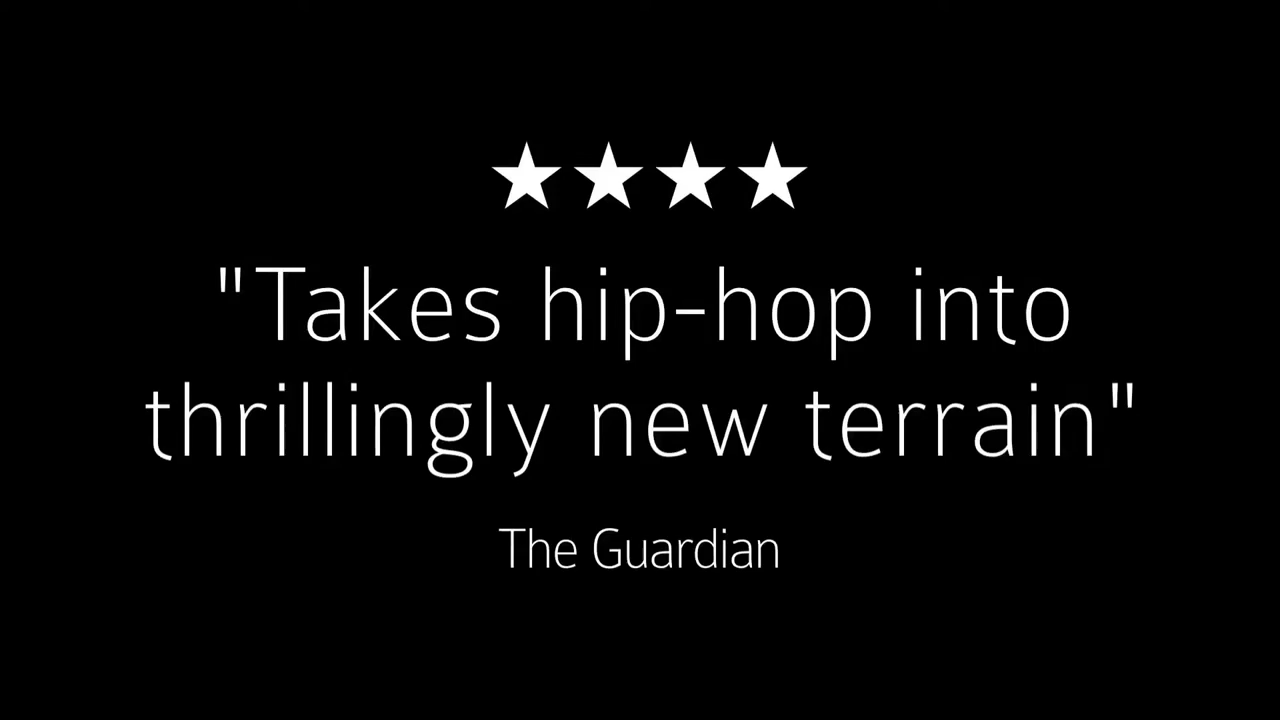 ★★★★
"Takes hip-hop into
thrillingly new terrain"
The Guardian